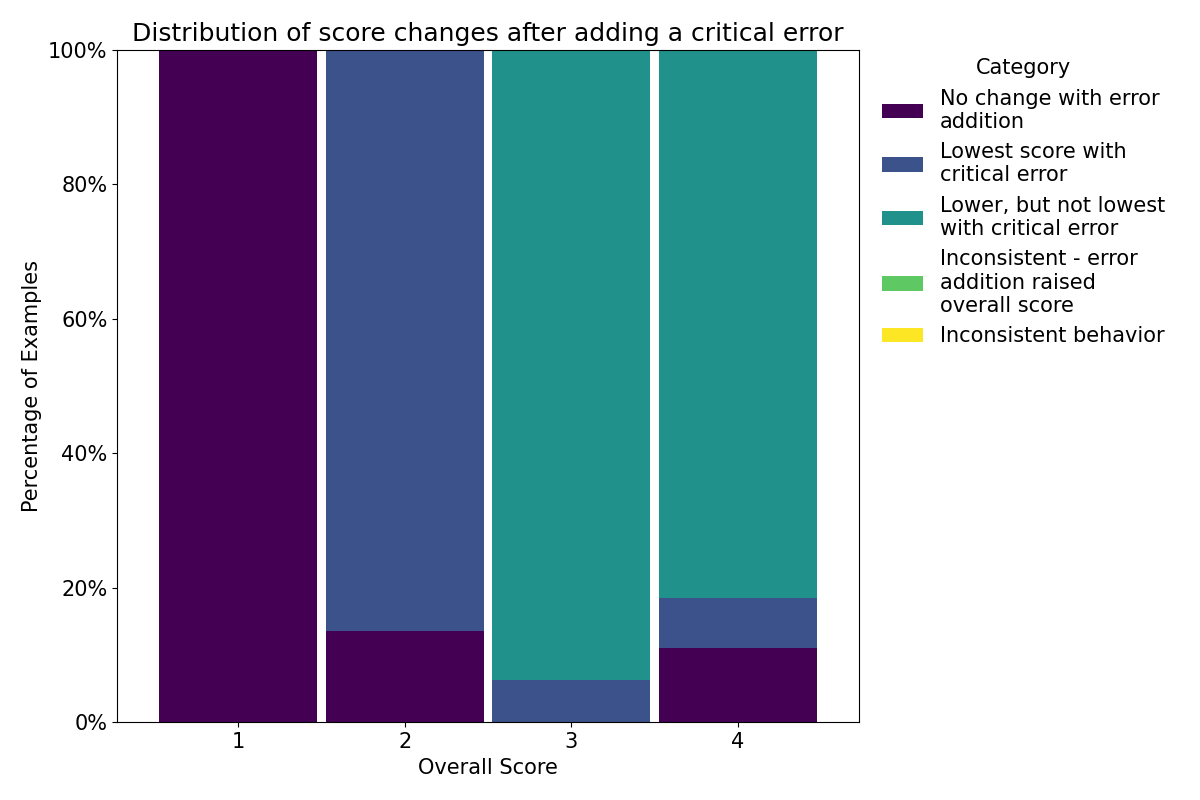 Distribution of score changes after adding a critical error
100%
80%
60%
40%
20%
0%
Percentage of Examples
1
2
3
4
Overall Score
Category
No change with error
addition
Lowest score with
critical error
Lower, but not lowest
with critical error
Inconsistent - error
addition raised
overall score
Inconsistent behavior